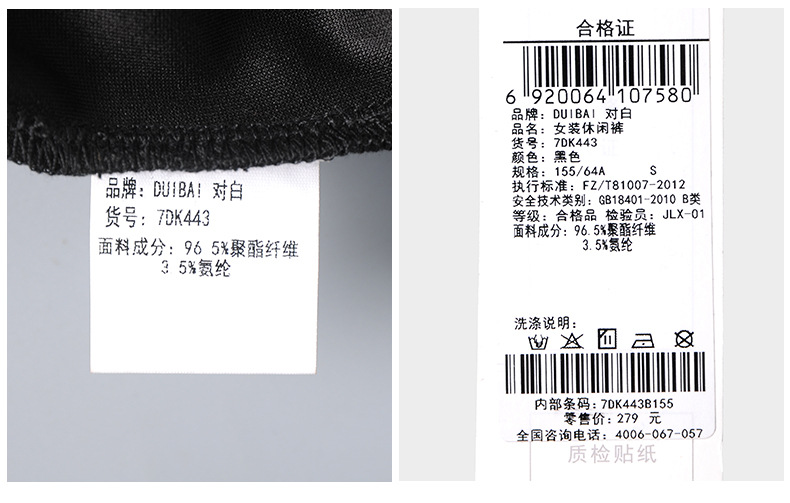 品牌: DUIBAI 对白
货号: 7DK443
面料成分: 96 5%聚酯纤维
3 5%氨纶
合格证
6 920064 107580
品牌: DUIBAI 对白
品名: 女装休闲裤
货号: 7DK443
颜色: 黑色
规格: 155/64A S
执行标准: FZ/T81007-2012
安全技术类别: GB18401-2010 B类
等级: 合格品 检验员: JLX-01
面料成分: 96.5%聚酯纤维
3.5%氨纶
洗涤说明:
内部条码: 7DK443B155
零售价: 279 元
全国咨询电话: 4006-067-057
质检贴纸